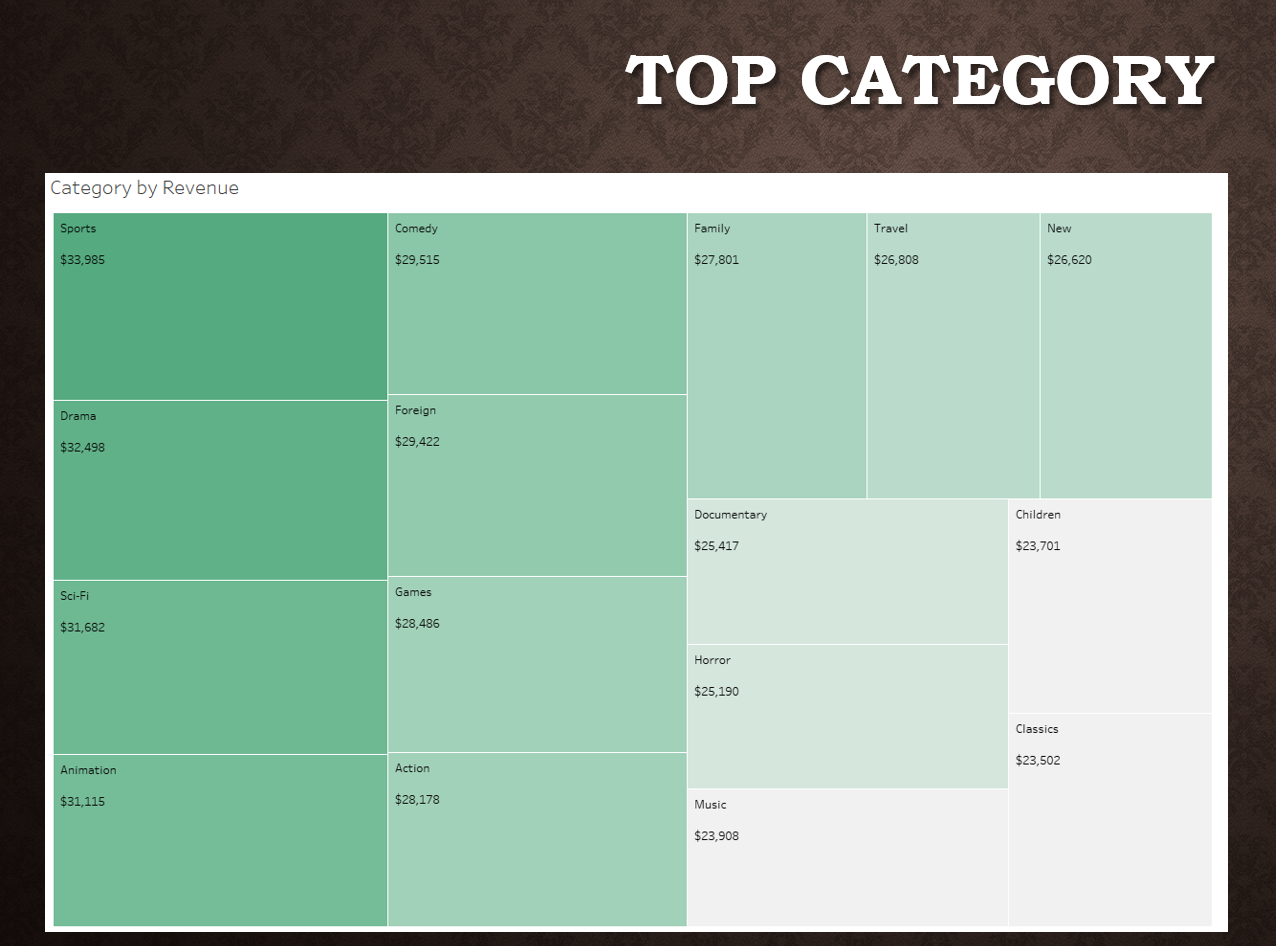 TOP CATEGORY
Category by Revenue
Sports
$33,985
Drama
$32,498
Sci-Fi
$31,682
Animation
$31,115
Comedy
$29,515
Foreign
$29,422
Games
$28,486
Action
$28,178
Family
$27,801
Travel
$26,808
New
$26,620
Documentary
$25,417
Horror
$25,190
Music
$23,908
Children
$23,701
Classics
$23,502